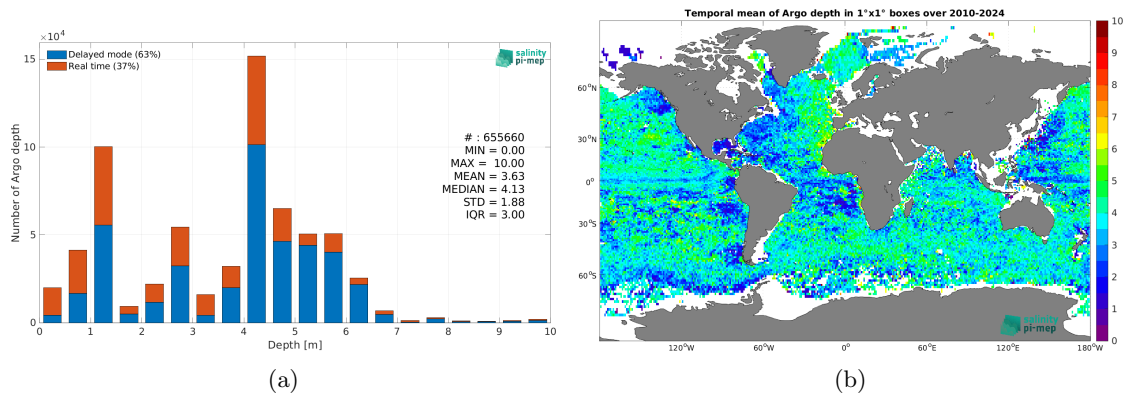 Temporal mean of Argo depth in 1°x1° boxes over 2010-2024
×10⁴
Delayed mode (63%)
Real time (37%)
salinity
pi-mep
# : 655660
MIN = 0.00
MAX = 10.00
MEAN = 3.63
MEDIAN = 4.13
STD = 1.88
IQR = 3.00
Number of Argo depth
15
10
5
0
0 1 2 3 4 5 6 7 8 9 10
Depth [m]
60°N
30°N
0°
30°S
60°S
120°W 60°W 0° 60°E 120°E 180°W
salinity
pi-mep
10
9
8
7
6
5
4
3
2
1
0
(a)
(b)